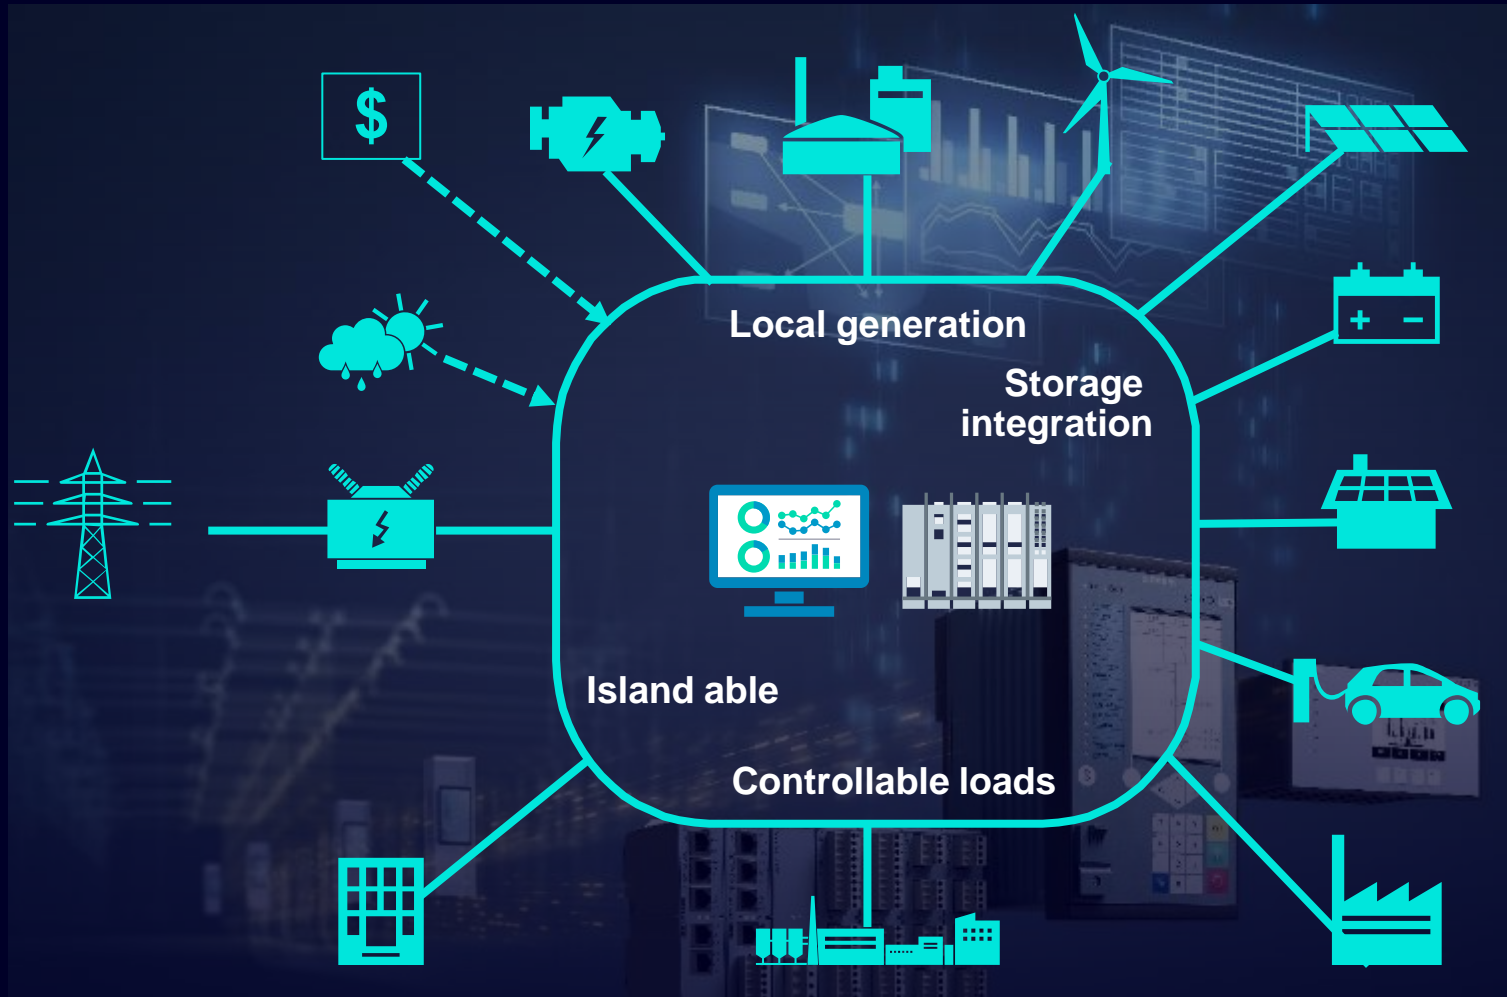 $
Local generation
Storage
integration
+ −
Island able
Controllable loads